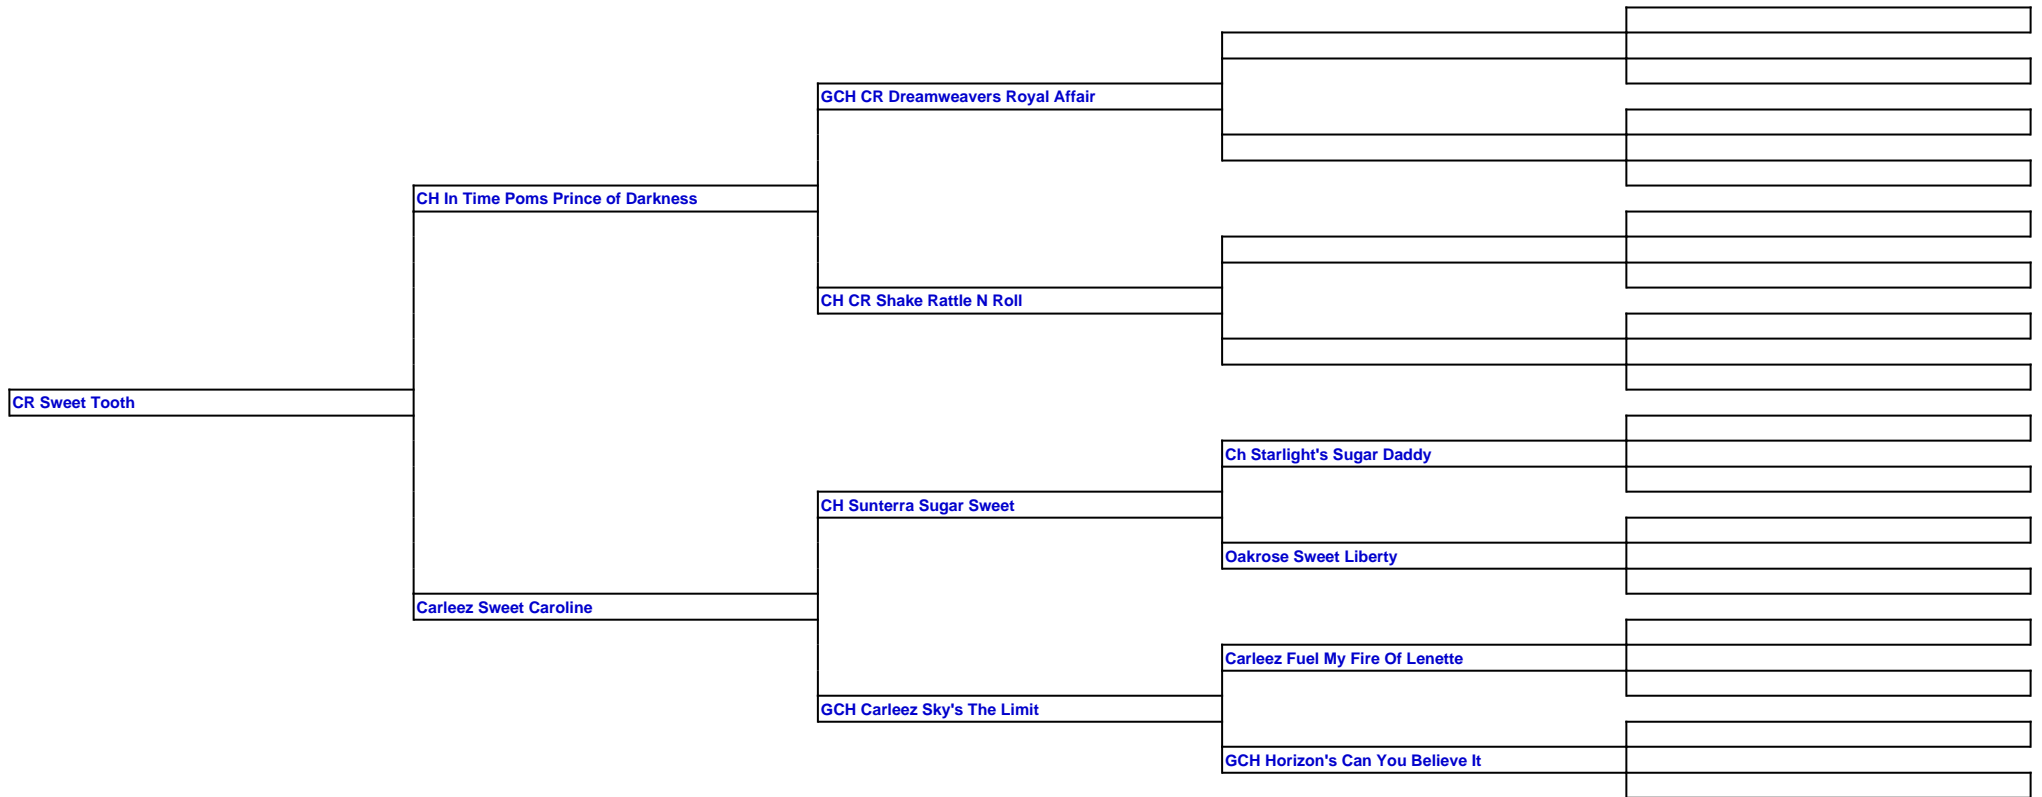 GCH CR Dreamweavers Royal Affair
CH In Time Poms Prince of Darkness
CH CR Shake Rattle N Roll
CR Sweet Tooth
Ch Starlight's Sugar Daddy
CH Sunterra Sugar Sweet
Oakrose Sweet Liberty
Carleez Sweet Caroline
Carleez Fuel My Fire Of Lenette
GCH Carleez Sky's The Limit
GCH Horizon's Can You Believe It